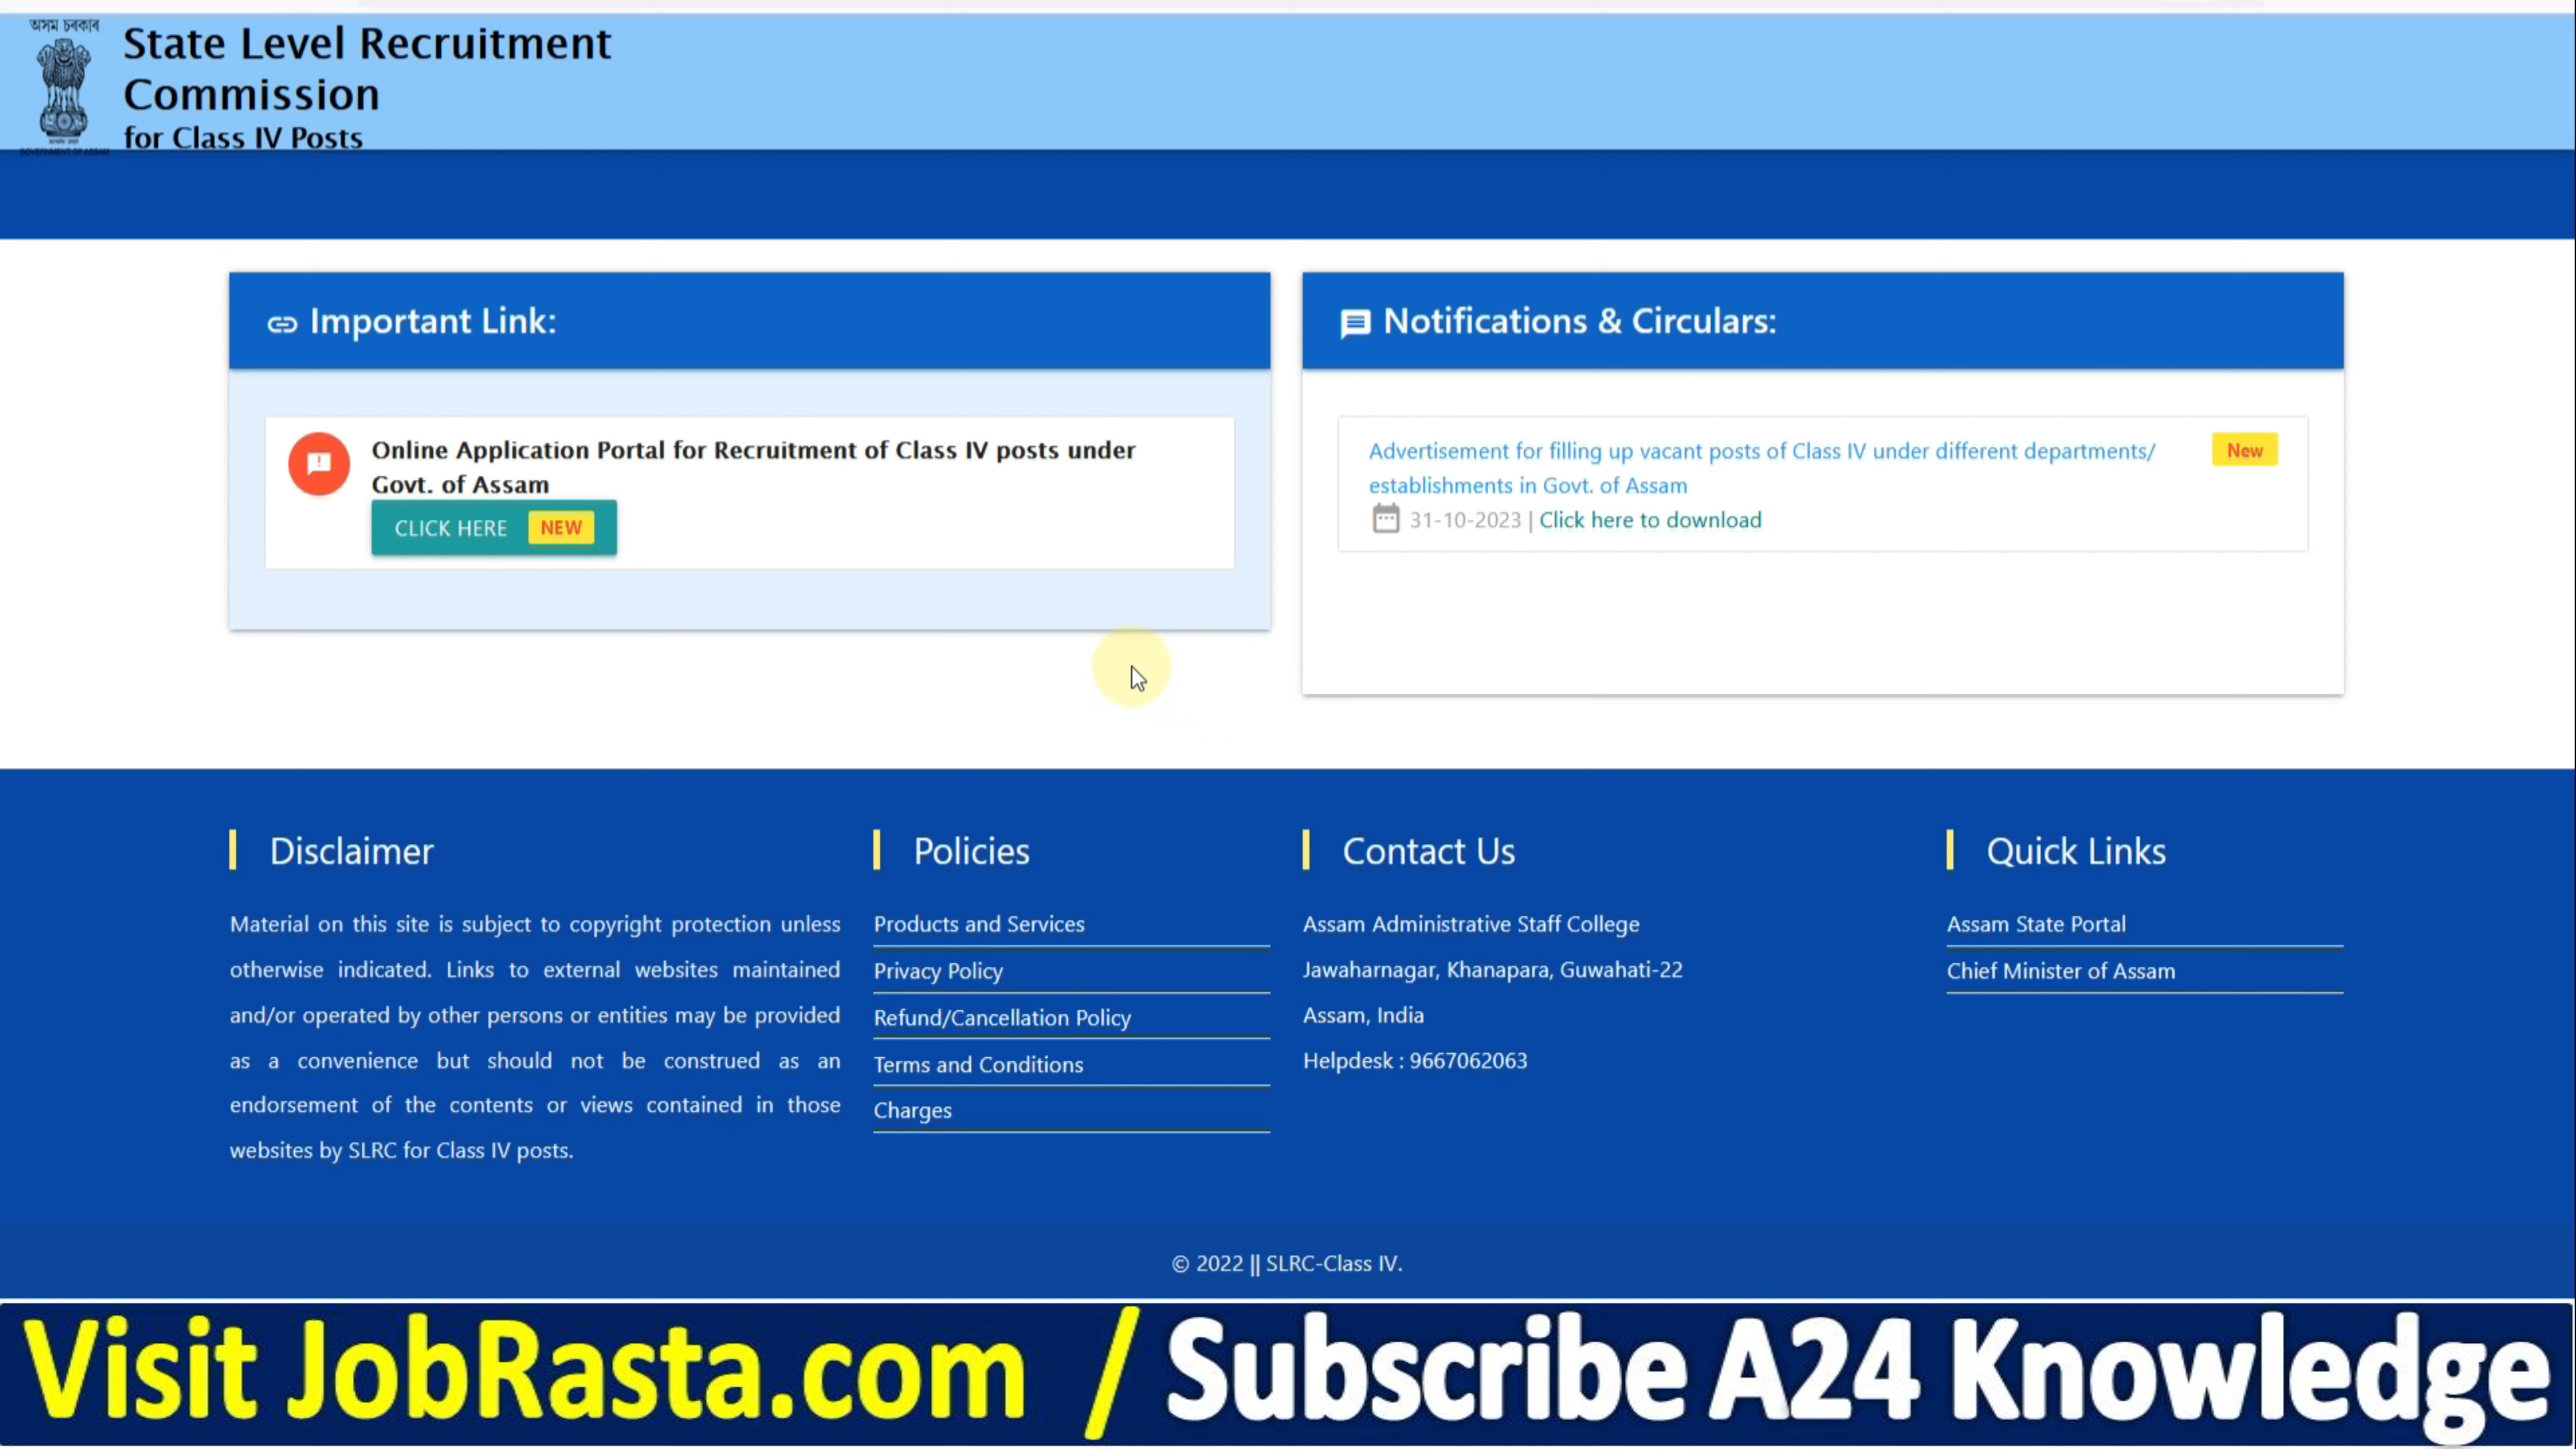 অসম চৰকাৰ
State Level Recruitment
Commission
for Class IV Posts
GOVERNMENT OF ASSAM
Important Link:
Online Application Portal for Recruitment of Class IV posts under
Govt. of Assam
CLICK HERE NEW
Notifications & Circulars:
Advertisement for filling up vacant posts of Class IV under different departments/ New
establishments in Govt. of Assam
31-10-2023 | Click here to download
Disclaimer
Material on this site is subject to copyright protection unless
otherwise indicated. Links to external websites maintained
and/or operated by other persons or entities may be provided
as a convenience but should not be construed as an
endorsement of the contents or views contained in those
websites by SLRC for Class IV posts.
Policies
Products and Services
Privacy Policy
Refund/Cancellation Policy
Terms and Conditions
Charges
Contact Us
Assam Administrative Staff College
Jawaharnagar, Khanapara, Guwahati-22
Assam, India
Helpdesk : 9667062063
Quick Links
Assam State Portal
Chief Minister of Assam
© 2022 || SLRC-Class IV.
Visit JobRasta.com / Subscribe A24 Knowledge